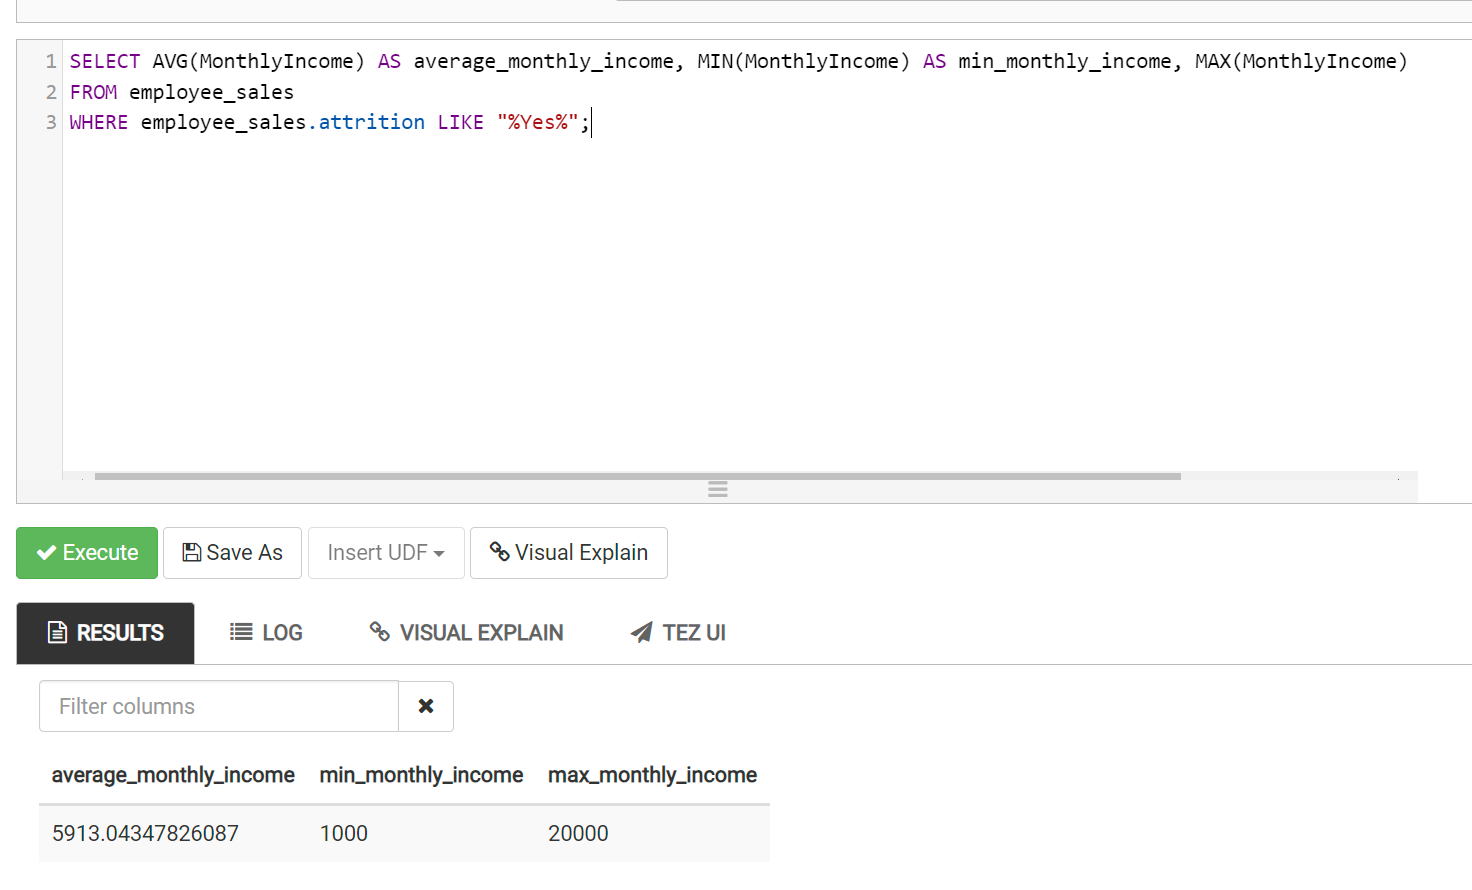 1 SELECT AVG(MonthlyIncome) AS average_monthly_income, MIN(MonthlyIncome) AS min_monthly_income, MAX(MonthlyIncome)
2 FROM employee_sales
3 WHERE employee_sales.attrition LIKE "%Yes%";
Execute Save As Insert UDF Visual Explain
RESULTS LOG VISUAL EXPLAIN TEZ UI
Filter columns
average_monthly_income min_monthly_income max_monthly_income
5913.04347826087 1000 20000